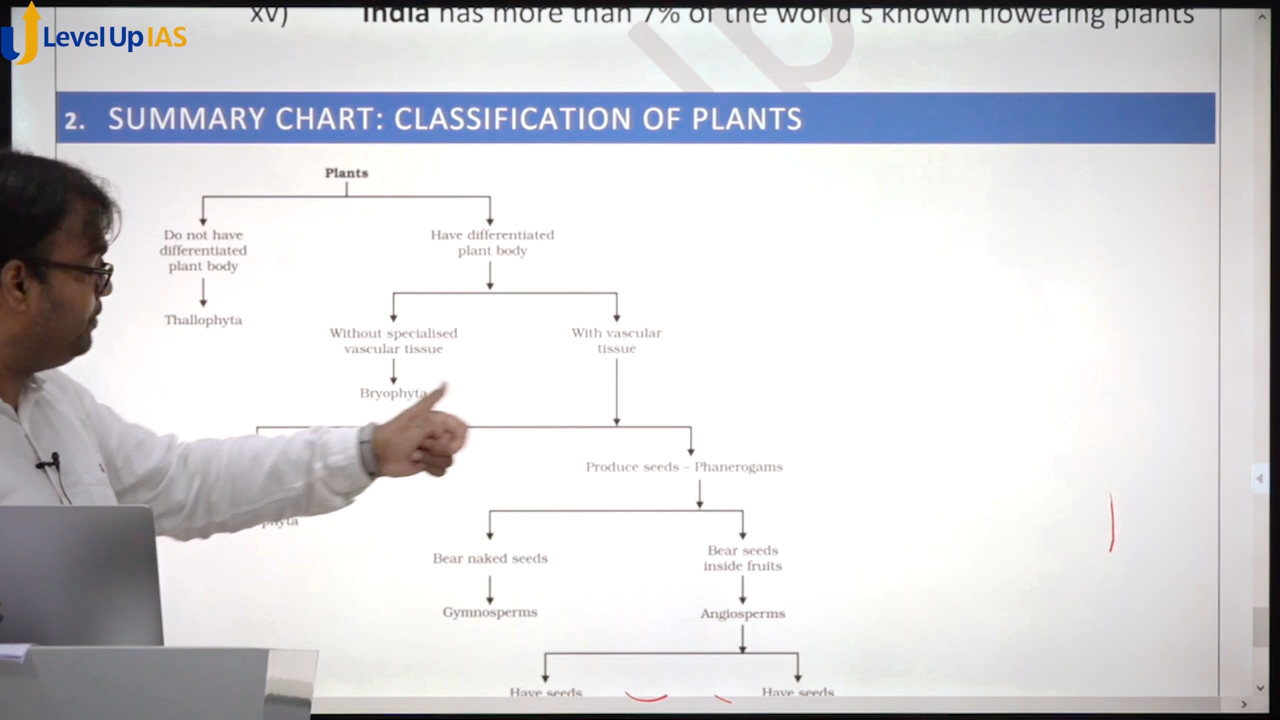 Level Up IAS
xv) India has more than 7% of the world's known flowering plants
2. SUMMARY CHART: CLASSIFICATION OF PLANTS
Plants
Do not have
differentiated
plant body
Have differentiated
plant body
Thallophyta
Without specialised
vascular tissue
With vascular
tissue
Bryophyta
Produce seeds – Phanerogams
phyta
Bear naked seeds
Bear seeds
inside fruits
Gymnosperms
Angiosperms
Have seeds
Have seeds